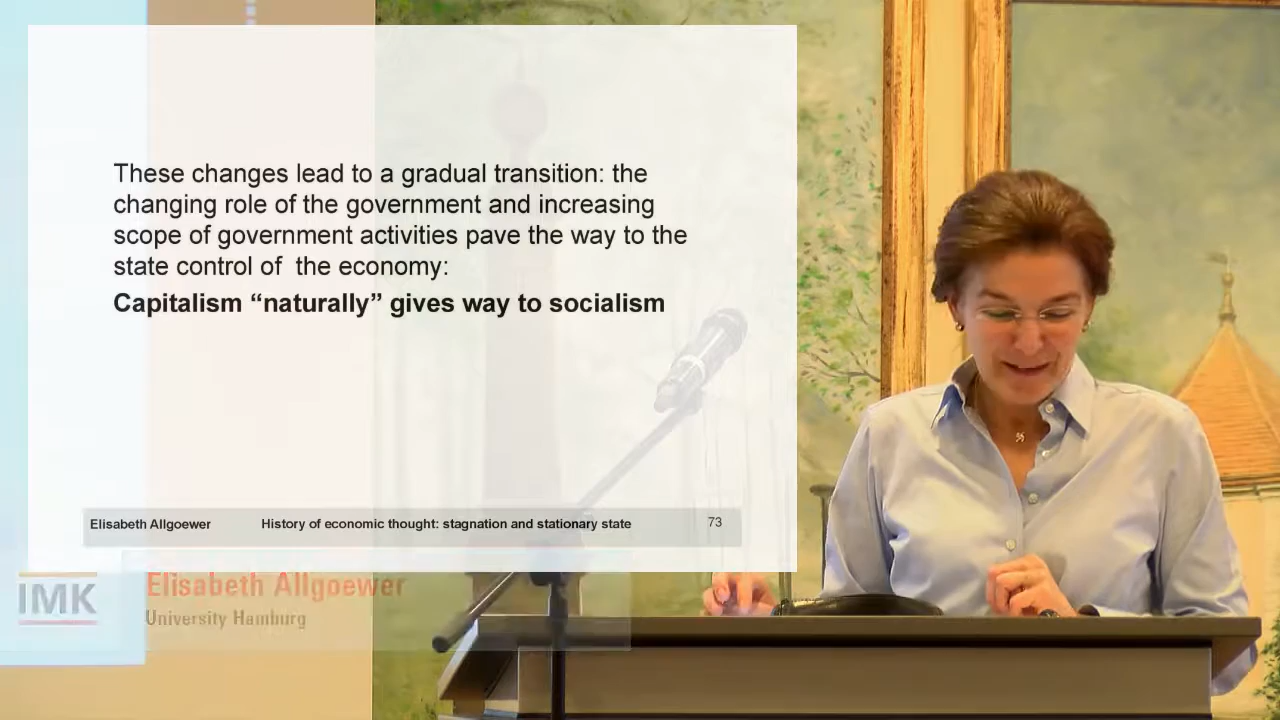 These changes lead to a gradual transition: the
changing role of the government and increasing
scope of government activities pave the way to the
state control of the economy:
Capitalism “naturally” gives way to socialism
Elisabeth Allgoewer History of economic thought: stagnation and stationary state 73
IMK
Elisabeth Allgoewer
University Hamburg